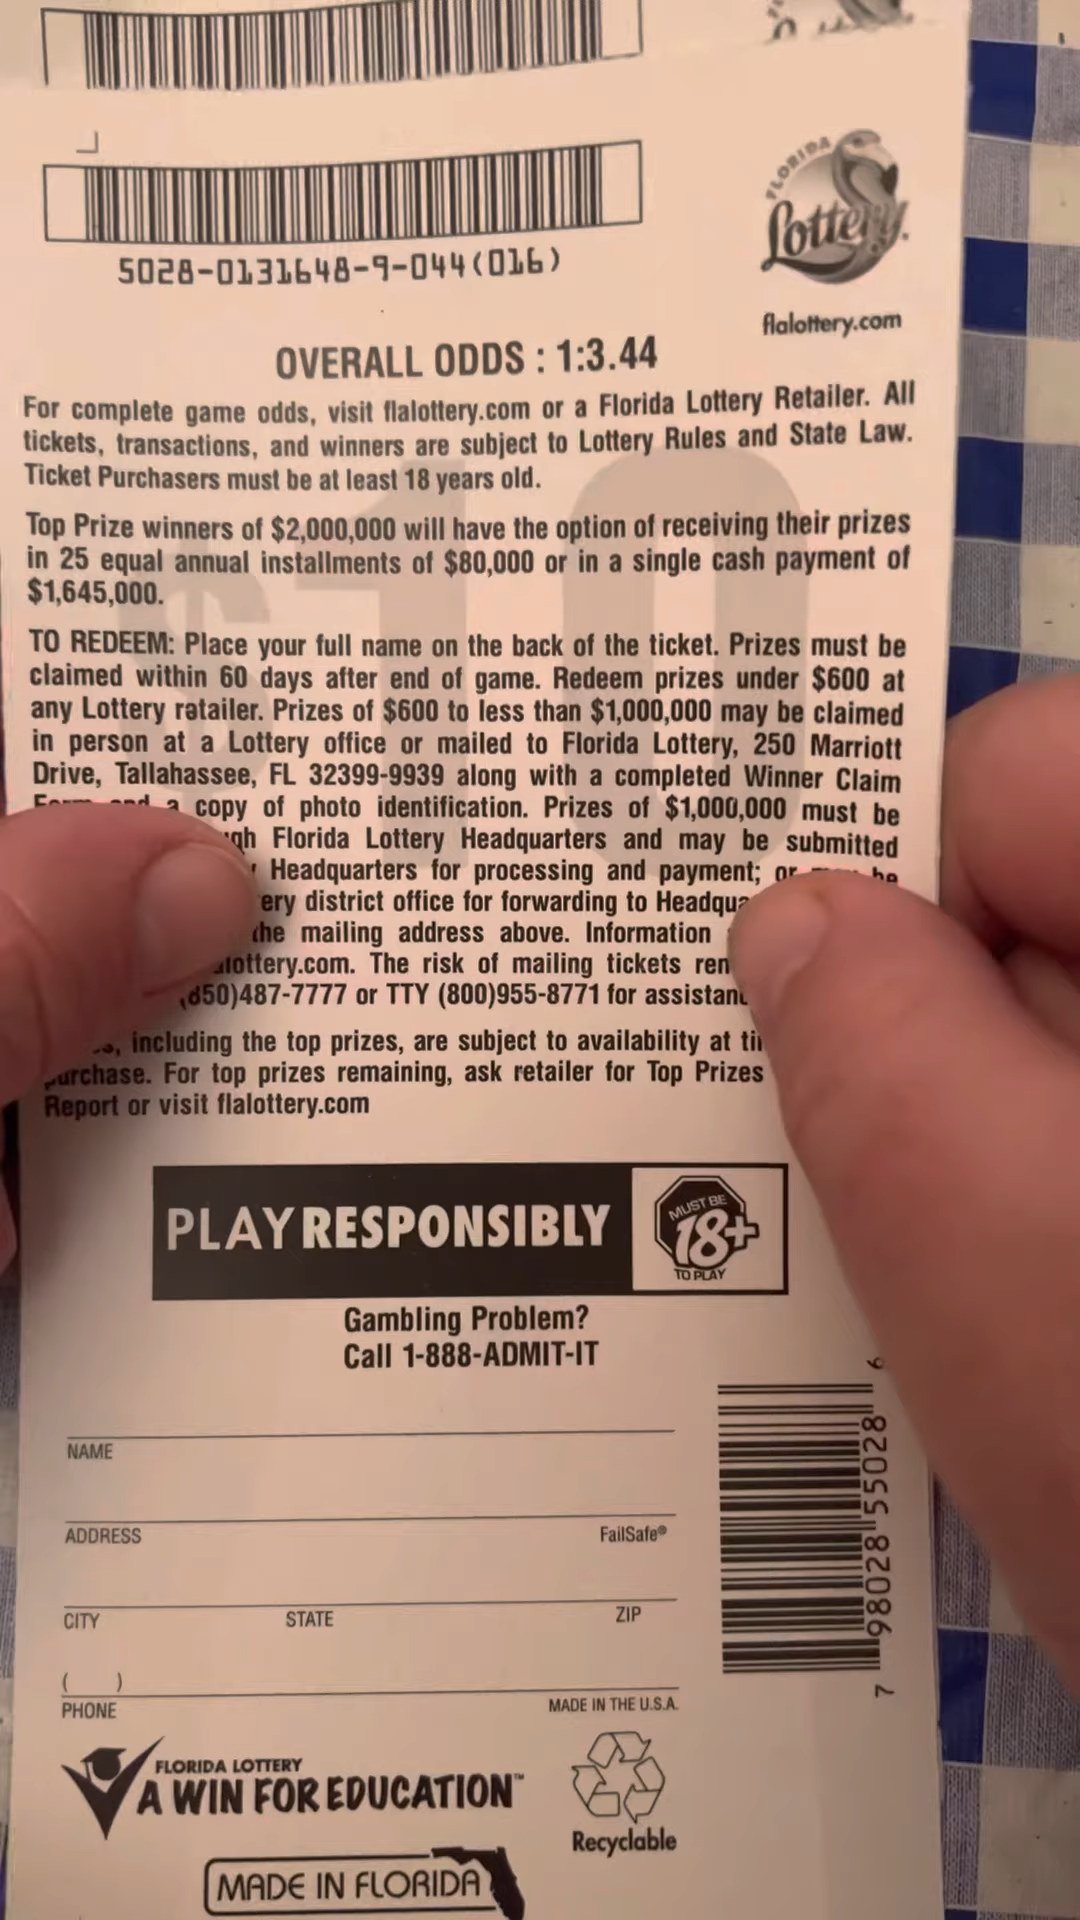 FLORIDA
Lottery.
5028-0131648-9-044(016)
flalottery.com
OVERALL ODDS : 1:3.44
For complete game odds, visit flalottery.com or a Florida Lottery Retailer. All
tickets, transactions, and winners are subject to Lottery Rules and State Law.
Ticket Purchasers must be at least 18 years old.
$10
Top Prize winners of $2,000,000 will have the option of receiving their prizes
in 25 equal annual installments of $80,000 or in a single cash payment of
$1,645,000.
TO REDEEM: Place your full name on the back of the ticket. Prizes must be
claimed within 60 days after end of game. Redeem prizes under $600 at
any Lottery retailer. Prizes of $600 to less than $1,000,000 may be claimed
in person at a Lottery office or mailed to Florida Lottery, 250 Marriott
Drive, Tallahassee, FL 32399-9939 along with a completed Winner Claim
a copy of photo identification. Prizes of $1,000,000 must be
Florida Lottery Headquarters and may be submitted
Headquarters for processing and payment; or
district office for forwarding to
the mailing address above. Information
The risk of mailing tickets
(850)487-7777 or TTY (800)955-8771 for
including the top prizes, are subject to availability at
purchase. For top prizes remaining, ask retailer for Top Prizes
Report or visit flalottery.com
PLAY RESPONSIBLY
MUST BE
18+
TO PLAY
Gambling Problem?
Call 1-888-ADMIT-IT
NAME
ADDRESS FailSafe®
CITY STATE ZIP
( )
PHONE MADE IN THE U.S.A.
7 98028 55028 6
FLORIDA LOTTERY
A WIN FOR EDUCATION™
Recyclable
MADE IN FLORIDA